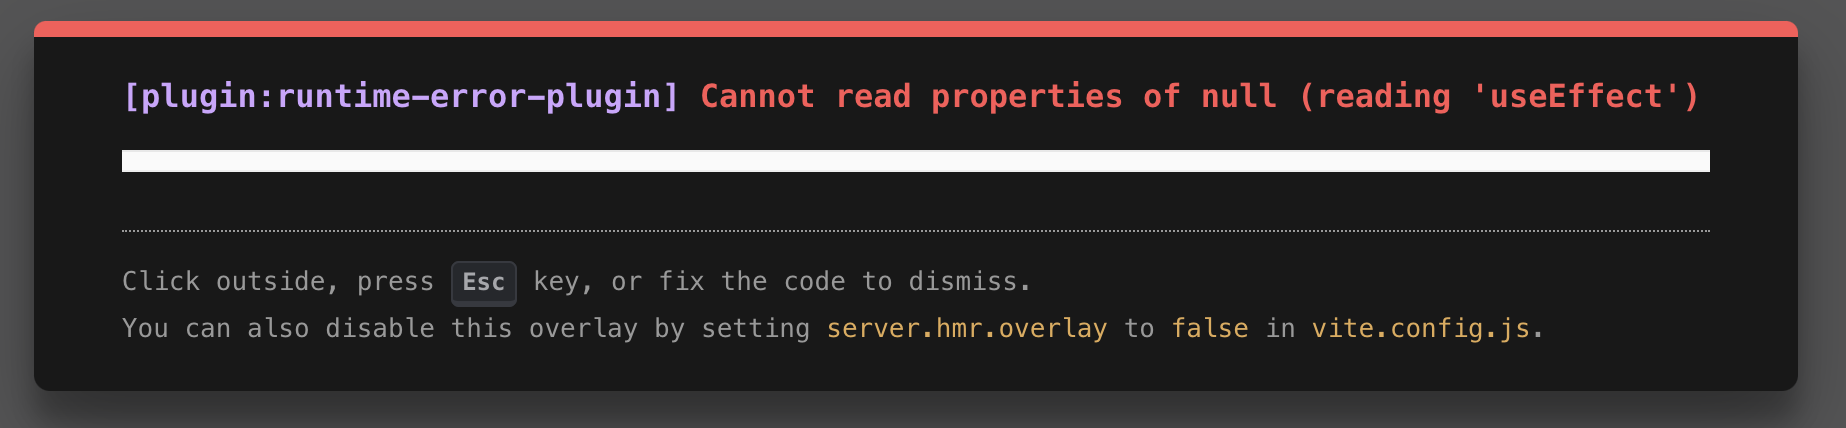 [plugin:runtime-error-plugin] Cannot read properties of null (reading 'useEffect')
Click outside, press Esc key, or fix the code to dismiss.
You can also disable this overlay by setting server.hmr.overlay to false in vite.config.js.